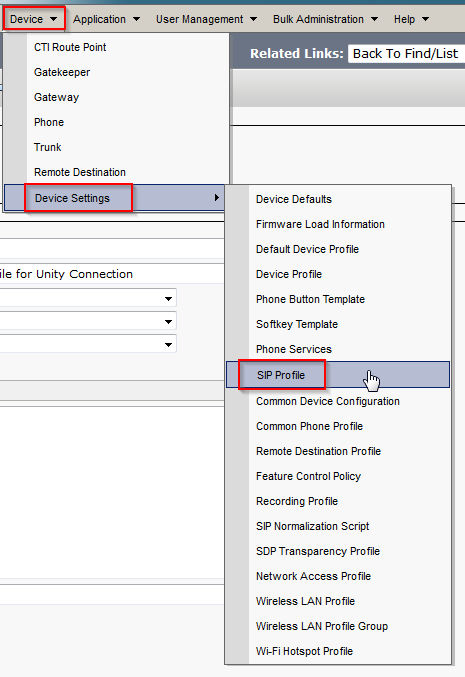 Device Application User Management Bulk Administration Help
CTI Route Point
Gatekeeper
Related Links: Back To Find/List
Gateway
Phone
Trunk
Remote Destination
Device Settings
Device Defaults
Firmware Load Information
Default Device Profile
file for Unity Connection
Device Profile
Phone Button Template
Softkey Template
Phone Services
SIP Profile
Common Device Configuration
Common Phone Profile
Remote Destination Profile
Feature Control Policy
Recording Profile
SIP Normalization Script
SDP Transparency Profile
Network Access Profile
Wireless LAN Profile
Wireless LAN Profile Group
Wi-Fi Hotspot Profile